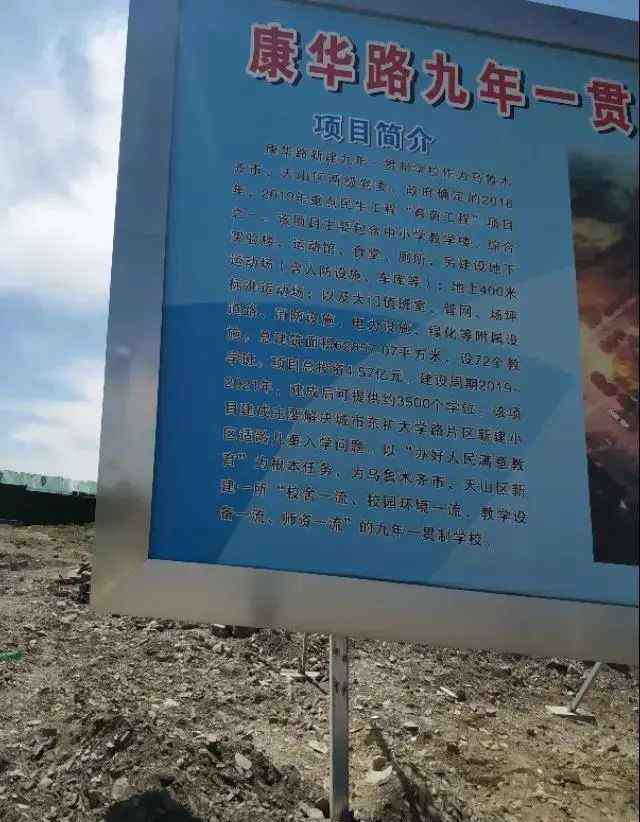 康华路九年一贯
项目简介
康华路新建九年一贯制学校作为乌鲁木
齐市、天山区两级党委、政府确定的2018
年、2019年重点民生工程“ 工程”项目
之一，该项目主要包含中小学教学楼、综合
实验楼、运动馆、食堂、厕所、另建设地下
运动场（含人防设施、车库等）；地上400米
标准运动场；以及大门值班室、管网、场坪
道路、消防设施、电力设施、绿化等附属设
施，总建筑面积 .07平方米，设72个教
学班，项目总投资4.57亿元，建设周期2019-
2021年，建成后可提供约3500个学位，该项
目建成主要解决城市东扩大学路片区新建小
区适龄儿童入学问题，以“办好人民满意教
育”为根本任务，为乌鲁木齐市、天山区新
建一所“校舍一流、校园环境一流、教学设
备一流、师资一流”的九年一贯制学校。